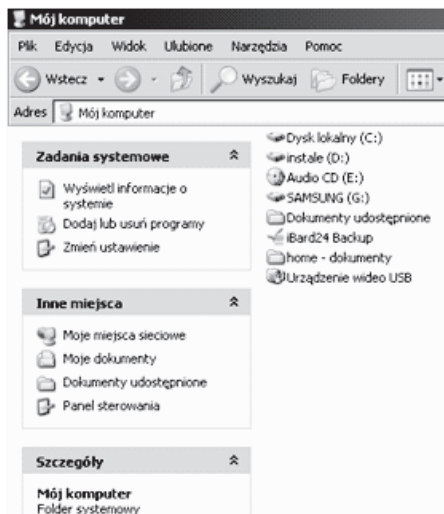 Mój komputer
Plik Edycja Widok Ulubione Narzędzia Pomoc
Wstecz Wyszukaj Foldery
Adres Mój komputer
Zadania systemowe
Wyświetl informacje o
systemie
Dodaj lub usuń programy
Zmień ustawienie
Inne miejsca
Moje miejsca sieciowe
Moje dokumenty
Dokumenty udostępnione
Panel sterowania
Szczegóły
Mój komputer
Folder systemowy
Dysk lokalny (C:)
instale (D:)
Audio CD (E:)
SAMSUNG (G:)
Dokumenty udostępnione
iBard24 Backup
home - dokumenty
Urządzenie wideo USB